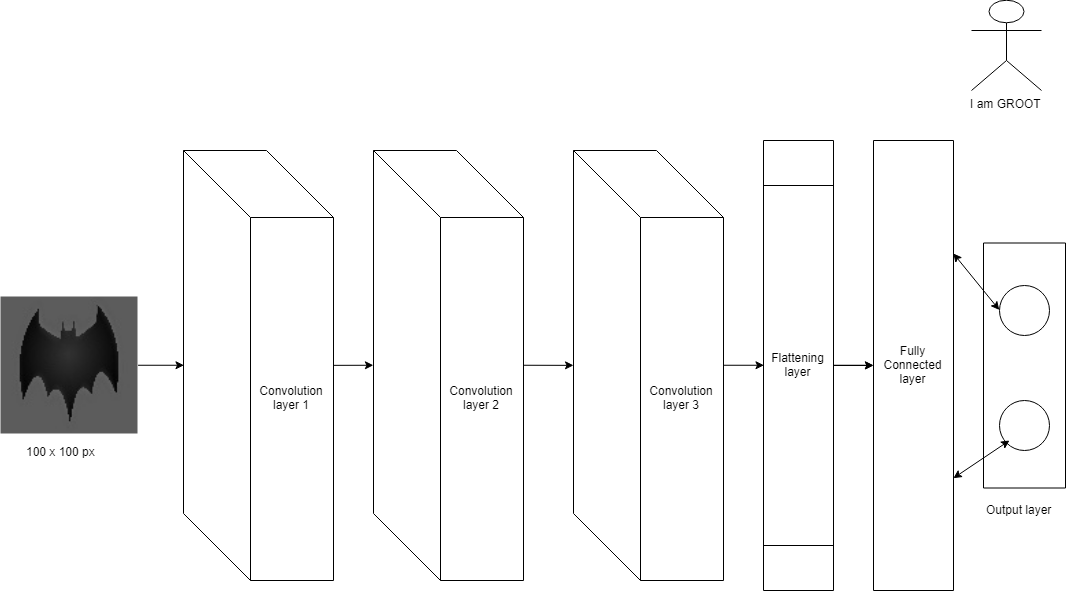 I am GROOT
100 x 100 px
Convolution
layer 1
Convolution
layer 2
Convolution
layer 3
Flattening
layer
Fully
Connected
layer
Output layer